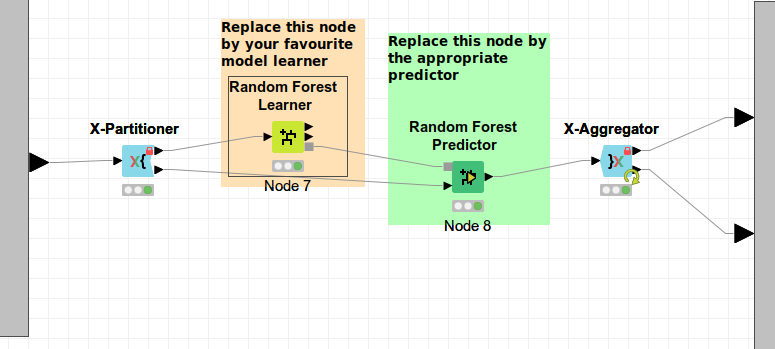 Replace this node
by your favourite
model learner
Replace this node by
the appropriate
predictor
Random Forest
Learner
X-Partitioner
Random Forest
Predictor
X-Aggregator
Node 7
Node 8